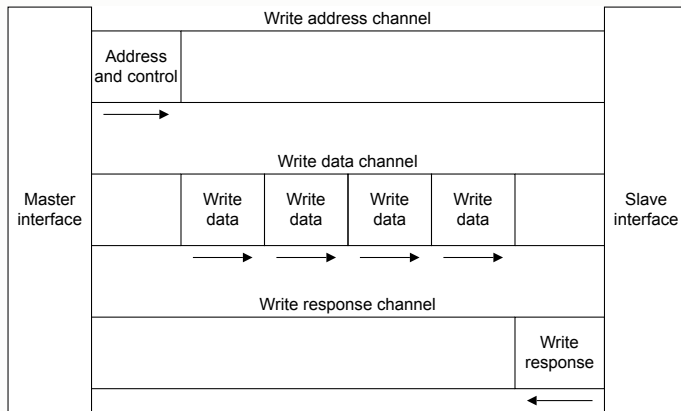 Write address channel
Address
and control
Write data channel
Master
interface
Write
data
Write
data
Write
data
Write
data
Slave
interface
Write response channel
Write
response